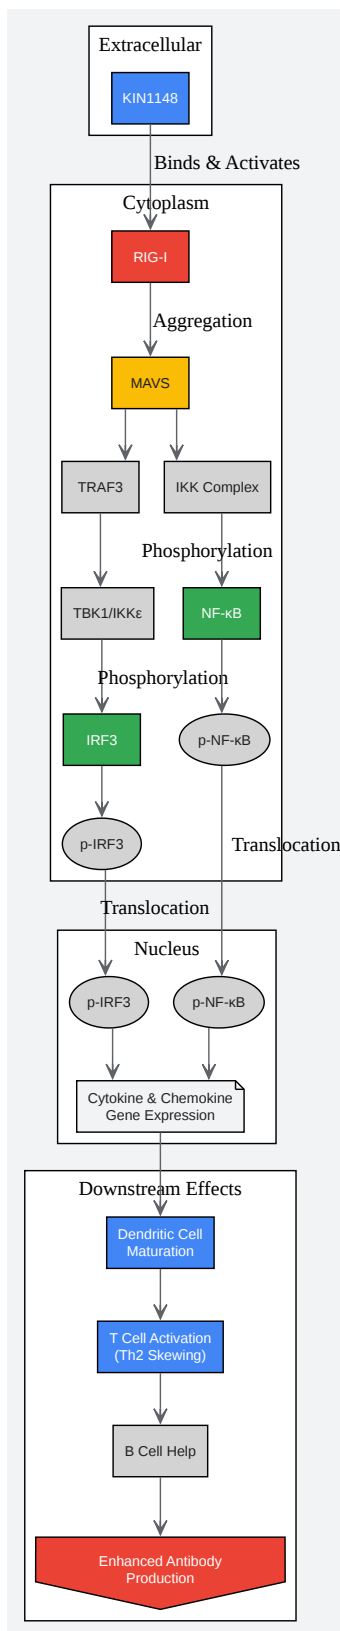 Extracellular
KIN1148
Binds & Activates
Cytoplasm
RIG-I
Aggregation
MAVS
TRAF3
IKK Complex
Phosphorylation
TBK1/IKKε
NF-κB
Phosphorylation
IRF3
p-NF-κB
p-IRF3
Translocation
Translocation
Nucleus
p-IRF3
p-NF-κB
Cytokine & Chemokine
Gene Expression
Downstream Effects
Dendritic Cell
Maturation
T Cell Activation
(Th2 Skewing)
B Cell Help
Enhanced Antibody
Production